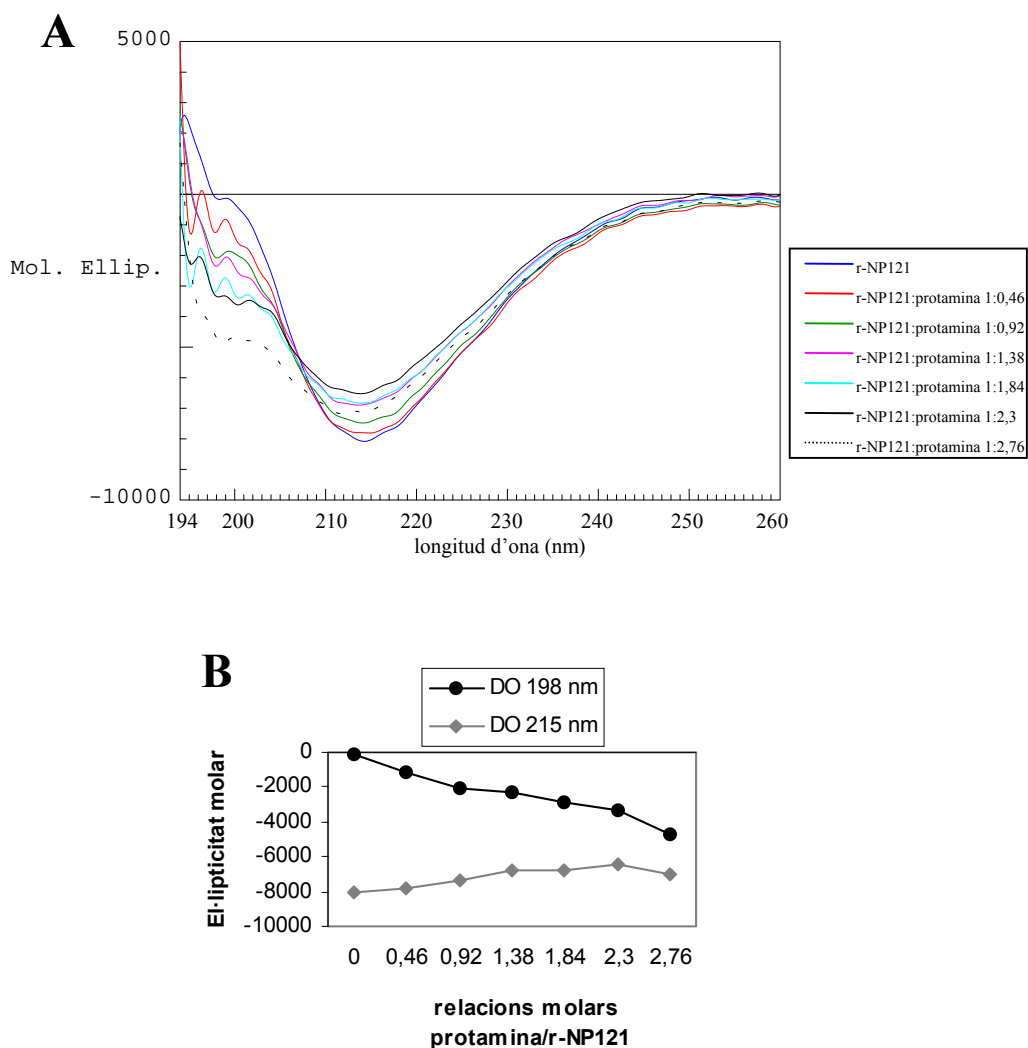 A
5000
Mol. Ellip.
-10000
194 200 210 220 230 240 250 260
longitud d'ona (nm)
r-NP121
r-NP121:protamina 1:0,46
r-NP121:protamina 1:0,92
r-NP121:protamina 1:1,38
r-NP121:protamina 1:1,84
r-NP121:protamina 1:2,3
r-NP121:protamina 1:2,76
B
DO 198 nm
DO 215 nm
El·lipticitat molar
0
-2000
-4000
-6000
-8000
-10000
0 0,46 0,92 1,38 1,84 2,3 2,76
relacions molars
protamina/r-NP121